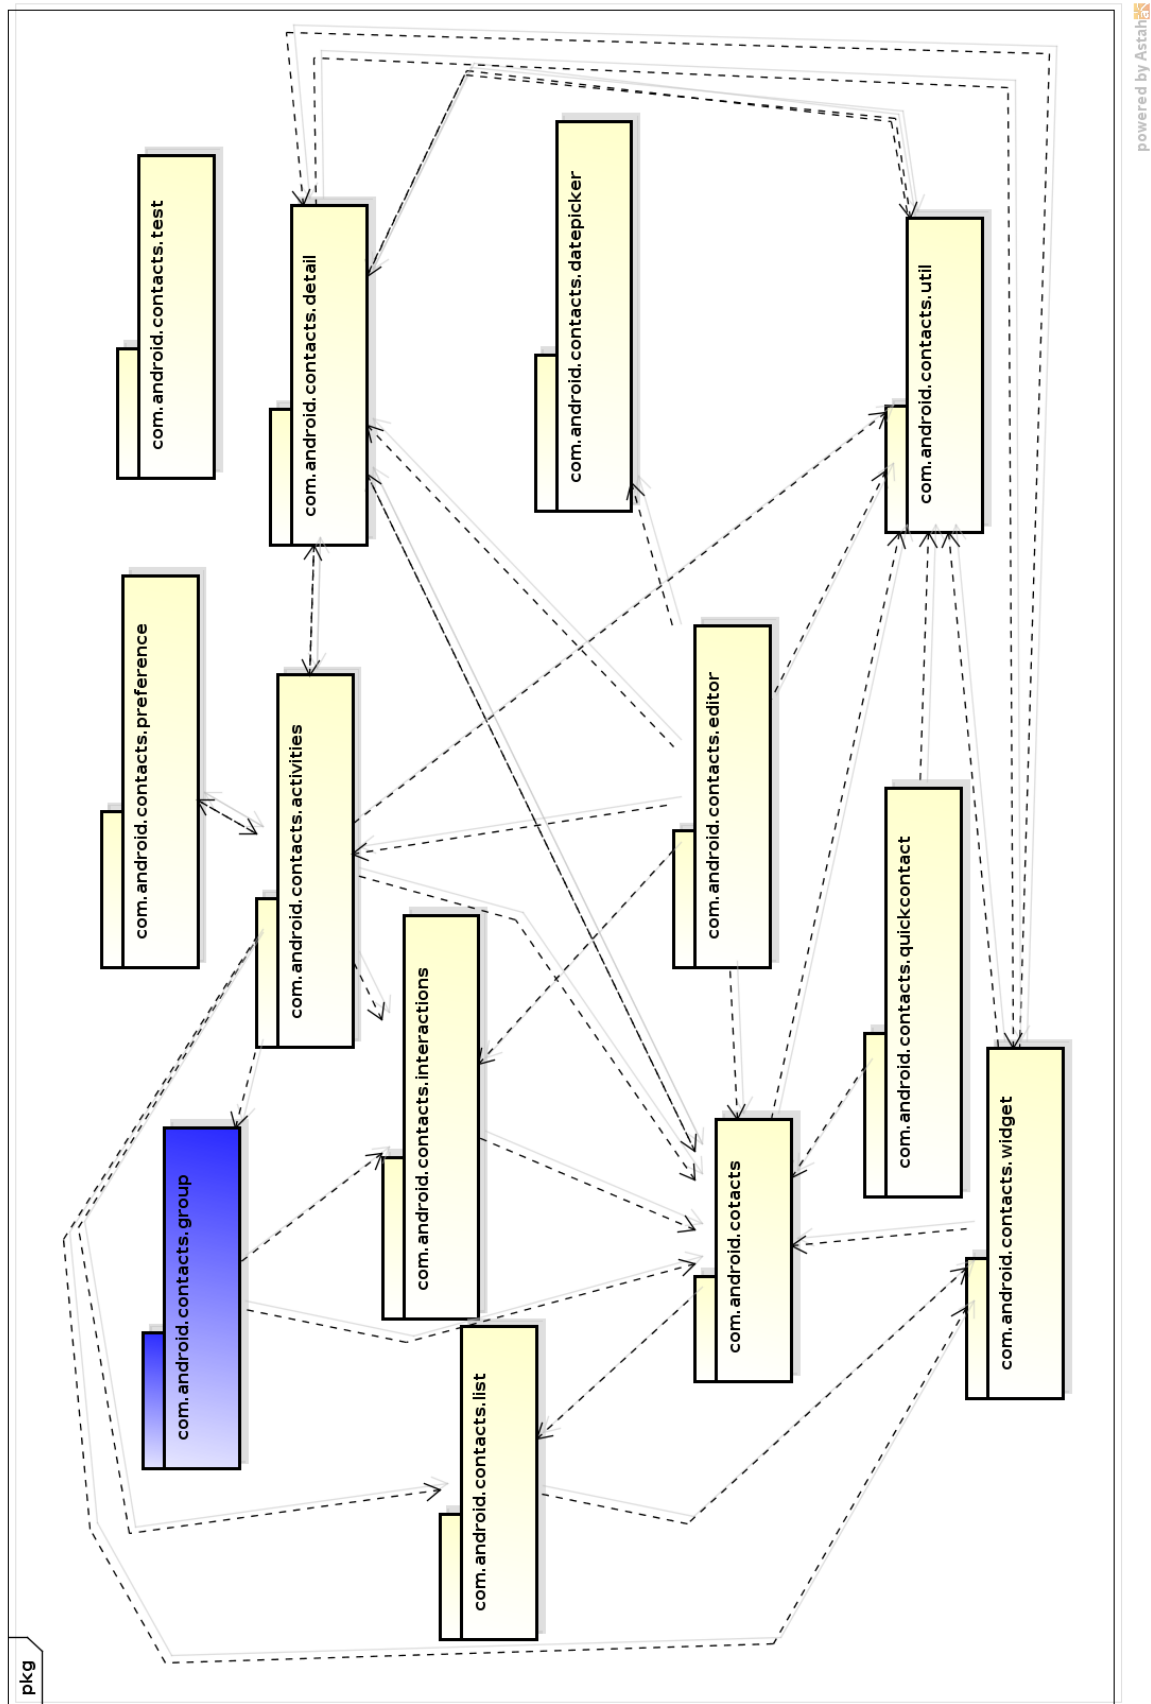 pkg
com.android.contacts.test
com.android.contacts.detail
com.android.contacts.datepicker
com.android.contacts.util
com.android.contacts.preference
com.android.contacts.activities
com.android.contacts.editor
com.android.contacts.quickcontact
com.android.contacts.interactions
com.android.contacts.group
com.android.cotacts
com.android.contacts.widget
com.android.contacts.list
powered by Astah